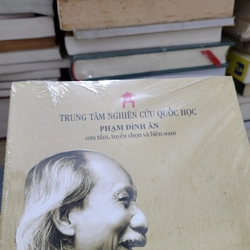 TRUNG TÂM NGHIÊN CỨU QUỐC HỌC
PHẠM ĐÌNH ÂN
sưu tầm, tuyển chọn và biên soạn